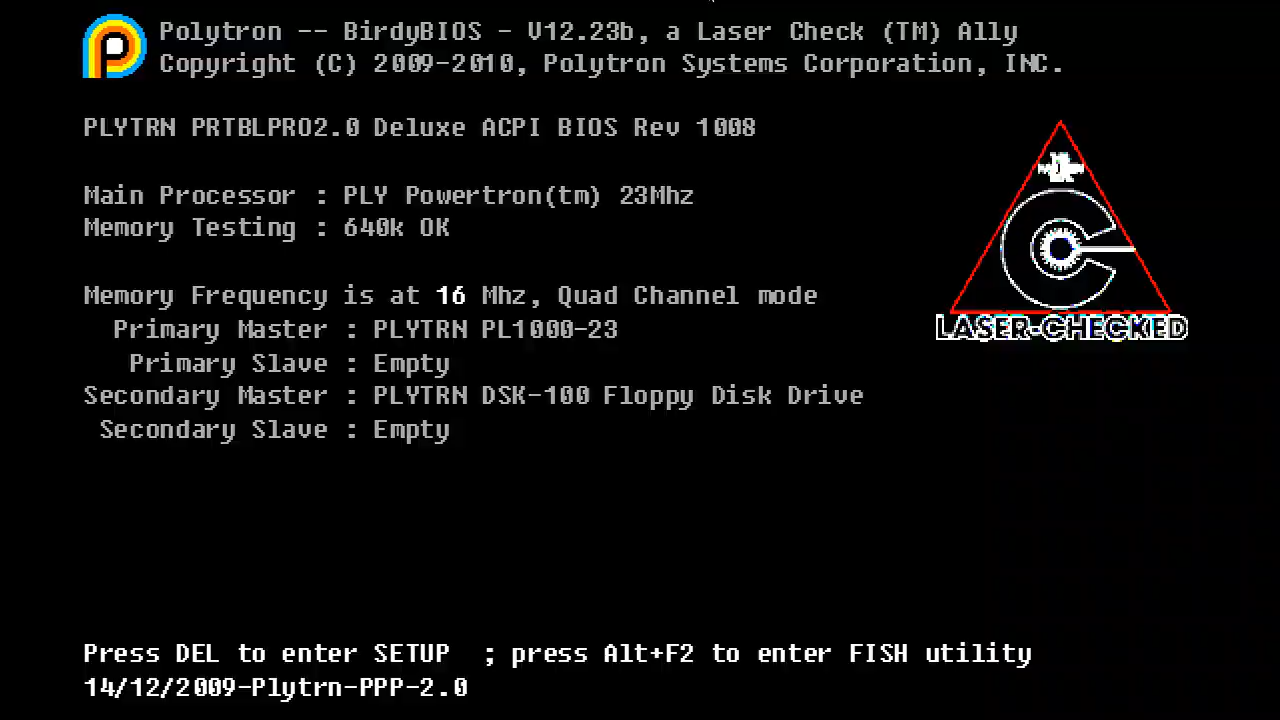 Polytron -- BirdyBIOS - V12.23b, a Laser Check (TM) Ally
Copyright (C) 2009-2010, Polytron Systems Corporation, INC.
PLYTRN PRTBLPRO2.0 Deluxe ACPI BIOS Rev 1008
Main Processor : PLY Powertron(tm) 23Mhz
Memory Testing : 640k OK
Memory Frequency is at 16 Mhz, Quad Channel mode
Primary Master : PLYTRN PL1000-23
Primary Slave : Empty
Secondary Master : PLYTRN DSK-100 Floppy Disk Drive
Secondary Slave : Empty
LASER-CHECKED
Press DEL to enter SETUP ; press Alt+F2 to enter FISH utility
14/12/2009-Plytrn-PPP-2.0